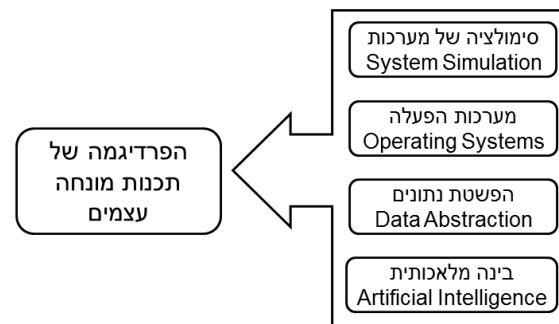 סימולציה של מערכות
System Simulation
מערכות הפעלה
Operating Systems
הפשטת נתונים
Data Abstraction
בינה מלאכותית
Artificial Intelligence
הפרדיגמה של
תכנות מונחה
עצמים